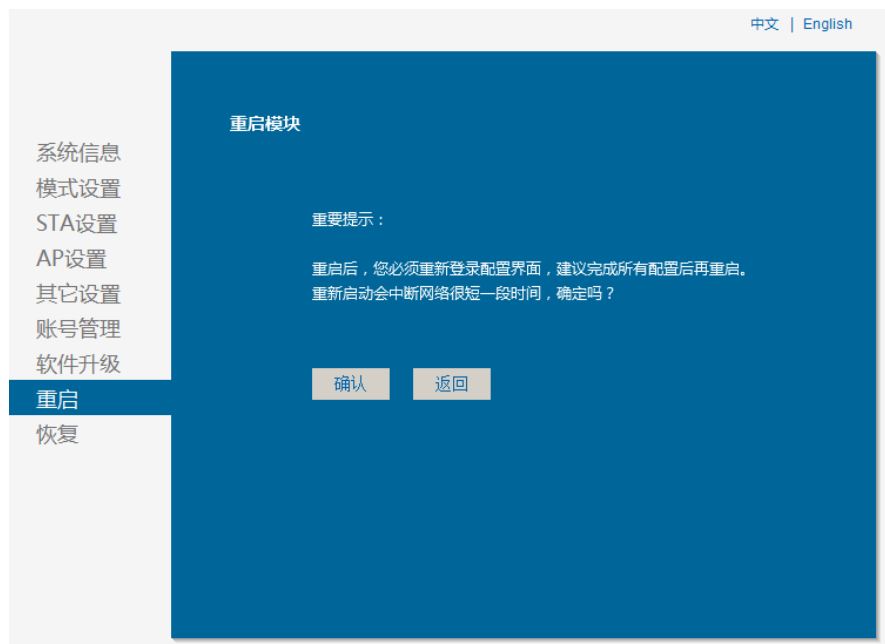 中文 | English
系统信息
模式设置
STA设置
AP设置
其它设置
账号管理
软件升级
重启
恢复
重启模块
重要提示：
重启后，您必须重新登录配置界面，建议完成所有配置后再重启。
重新启动会中断网络很短一段时间，确定吗？
确认 返回